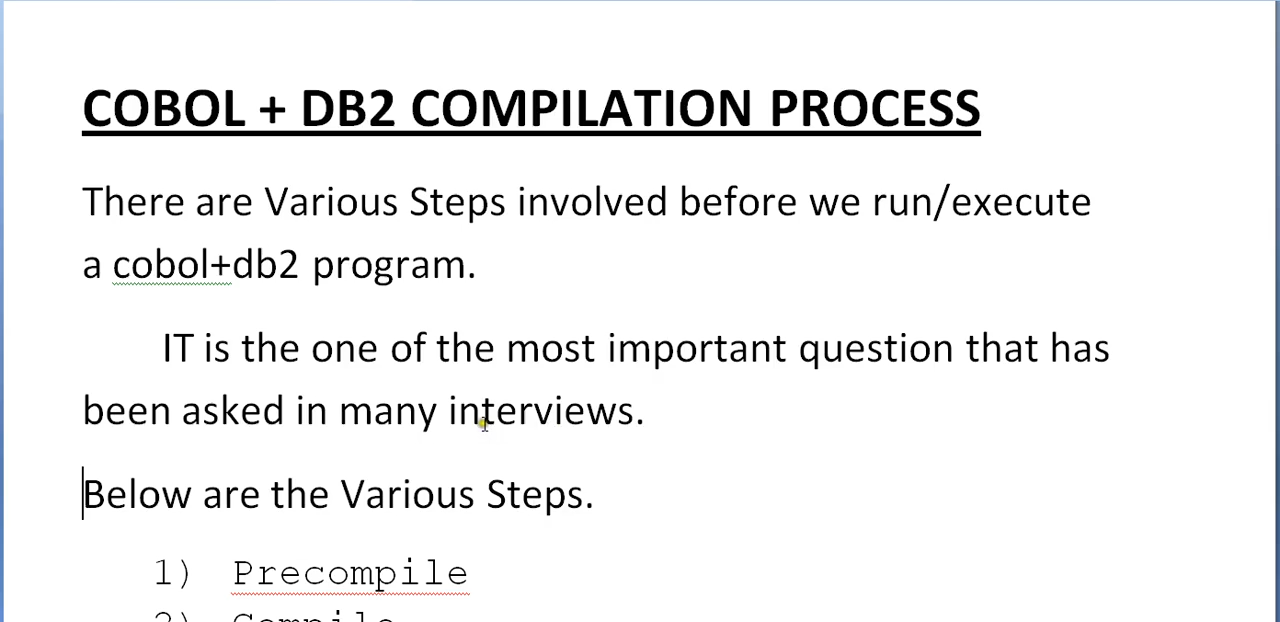 COBOL + DB2 COMPILATION PROCESS
There are Various Steps involved before we run/execute
a cobol+db2 program.
IT is the one of the most important question that has
been asked in many interviews.
Below are the Various Steps.
1) Precompile
2) Compile